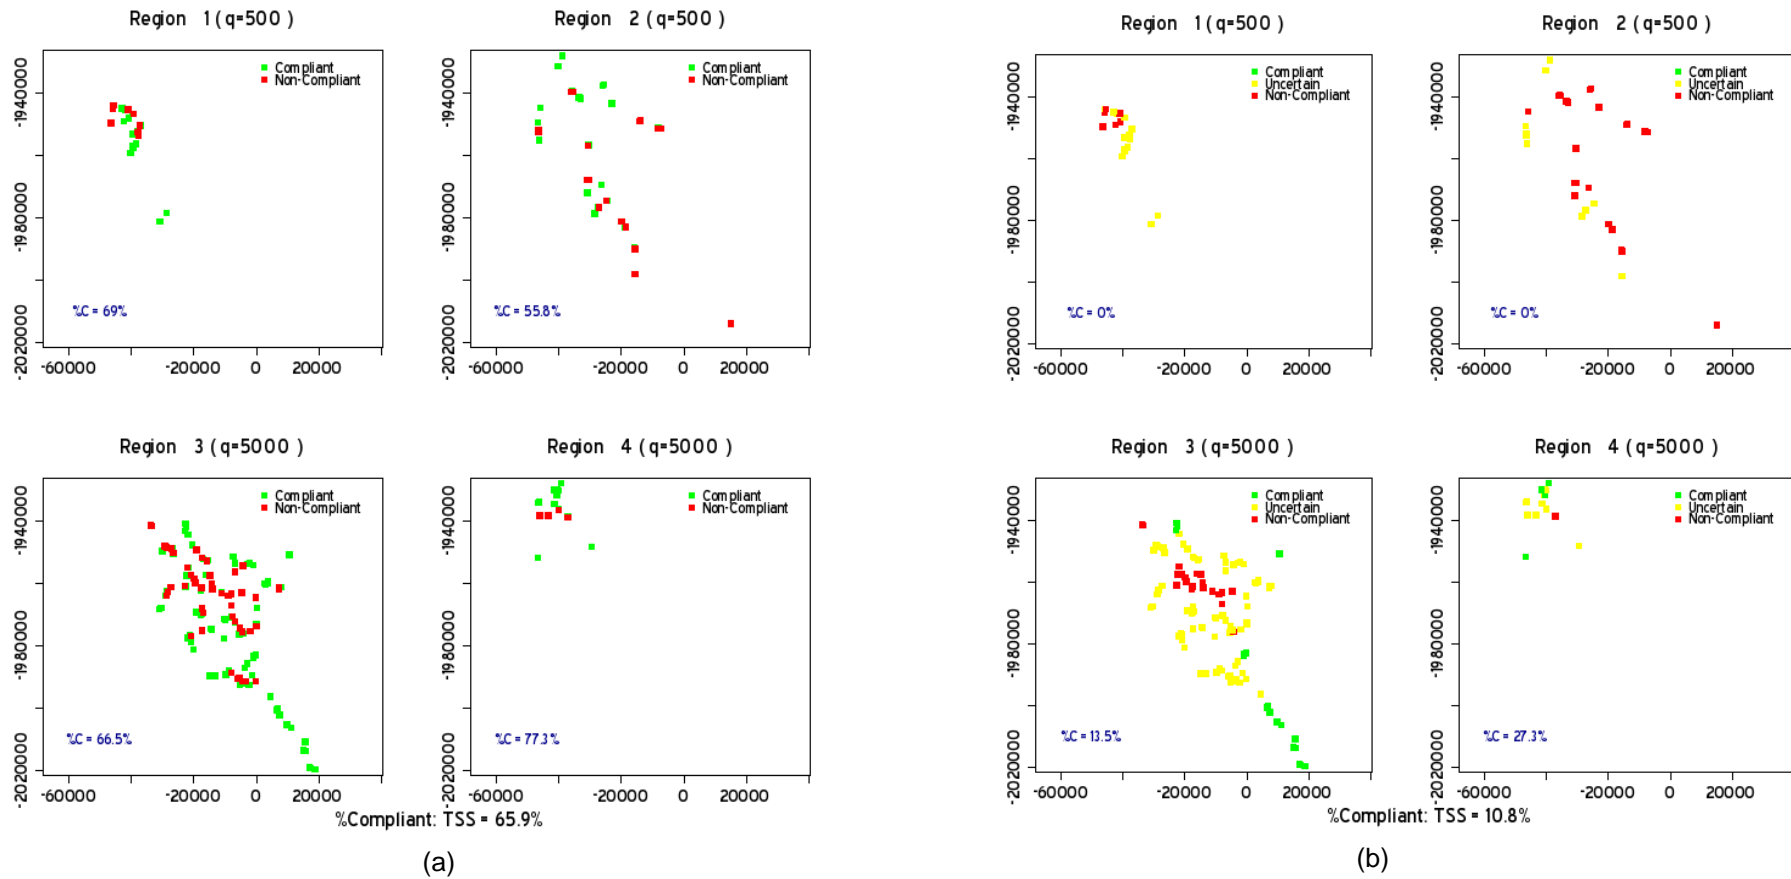 Region 1 ( q=500 )
Region 2 ( q=500 )
Compliant
Non-Compliant
Compliant
Non-Compliant
-1940000
-1980000
-2020000
-1940000
-1980000
-2020000
%C = 69%
%C = 55.8%
-60000 -20000 0 20000
-60000 -20000 0 20000
Region 3 ( q=5000 )
Region 4 ( q=5000 )
Compliant
Non-Compliant
Compliant
Non-Compliant
-1940000
-1980000
-2020000
-1940000
-1980000
-2020000
%C = 66.5%
%C = 77.3%
-60000 -20000 0 20000
-60000 -20000 0 20000
%Compliant: TSS = 65.9%
(a)
Region 1 ( q=500 )
Region 2 ( q=500 )
Compliant
Uncertain
Non-Compliant
Compliant
Uncertain
Non-Compliant
-1940000
-1980000
-2020000
-1940000
-1980000
-2020000
%C = 0%
%C = 0%
-60000 -20000 0 20000
-60000 -20000 0 20000
Region 3 ( q=5000 )
Region 4 ( q=5000 )
Compliant
Uncertain
Non-Compliant
Compliant
Uncertain
Non-Compliant
-1940000
-1980000
-2020000
-1940000
-1980000
-2020000
%C = 13.5%
%C = 27.3%
-60000 -20000 0 20000
-60000 -20000 0 20000
%Compliant: TSS = 10.8%
(b)